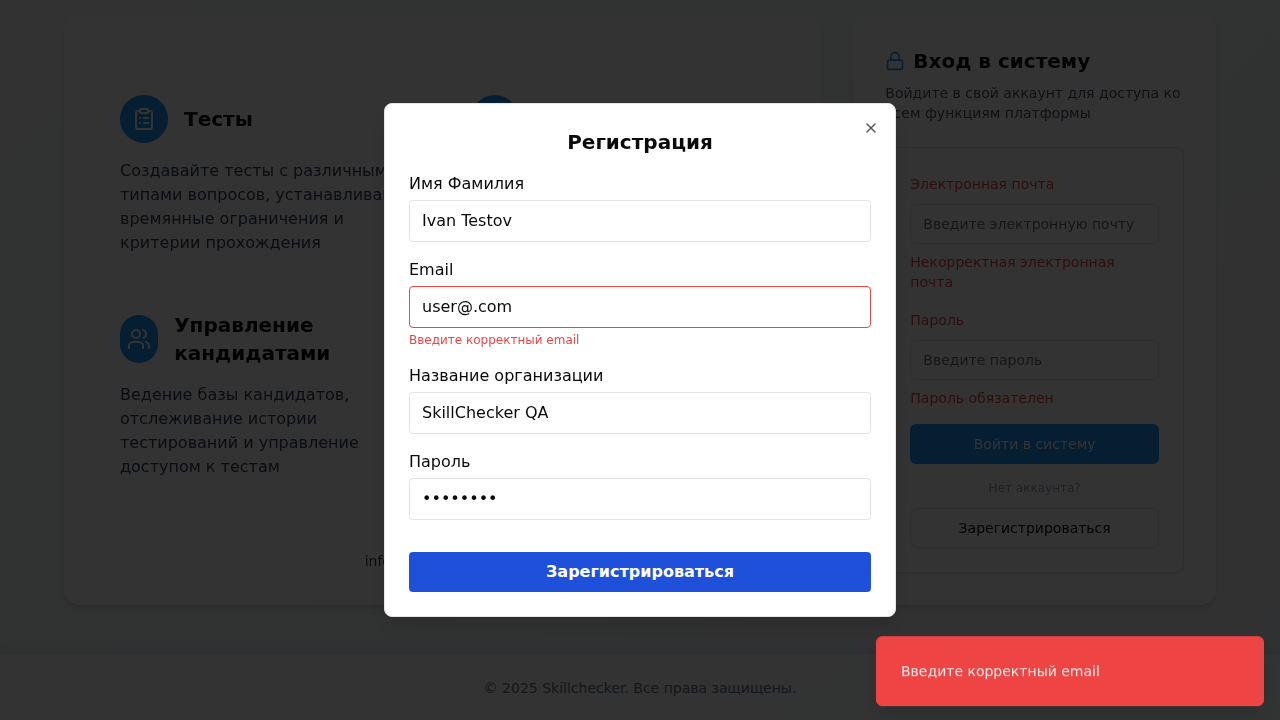 Тесты
Создавайте тесты с различным
типами вопросов, устанавлива
времянные ограничения и
критерии прохождения
Управление
кандидатами
Ведение базы кандидатов,
отслеживание истории
тестирований и управление
доступом к тестам
Регистрация
Имя Фамилия
Ivan Testov
Email
user@.com
Введите корректный email
Название организации
SkillChecker QA
Пароль
••••••••
Зарегистрироваться
Вход в систему
Войдите в свой аккаунт для доступа ко
сем функциям платформы
Электронная почта
Введите электронную почту
Некорректная электронная
почта
Пароль
Введите пароль
Пароль обязателен
Войти в систему
Нет аккаунта?
Зарегистрироваться
© 2025 Skillchecker. Все права защищены.
Введите корректный email